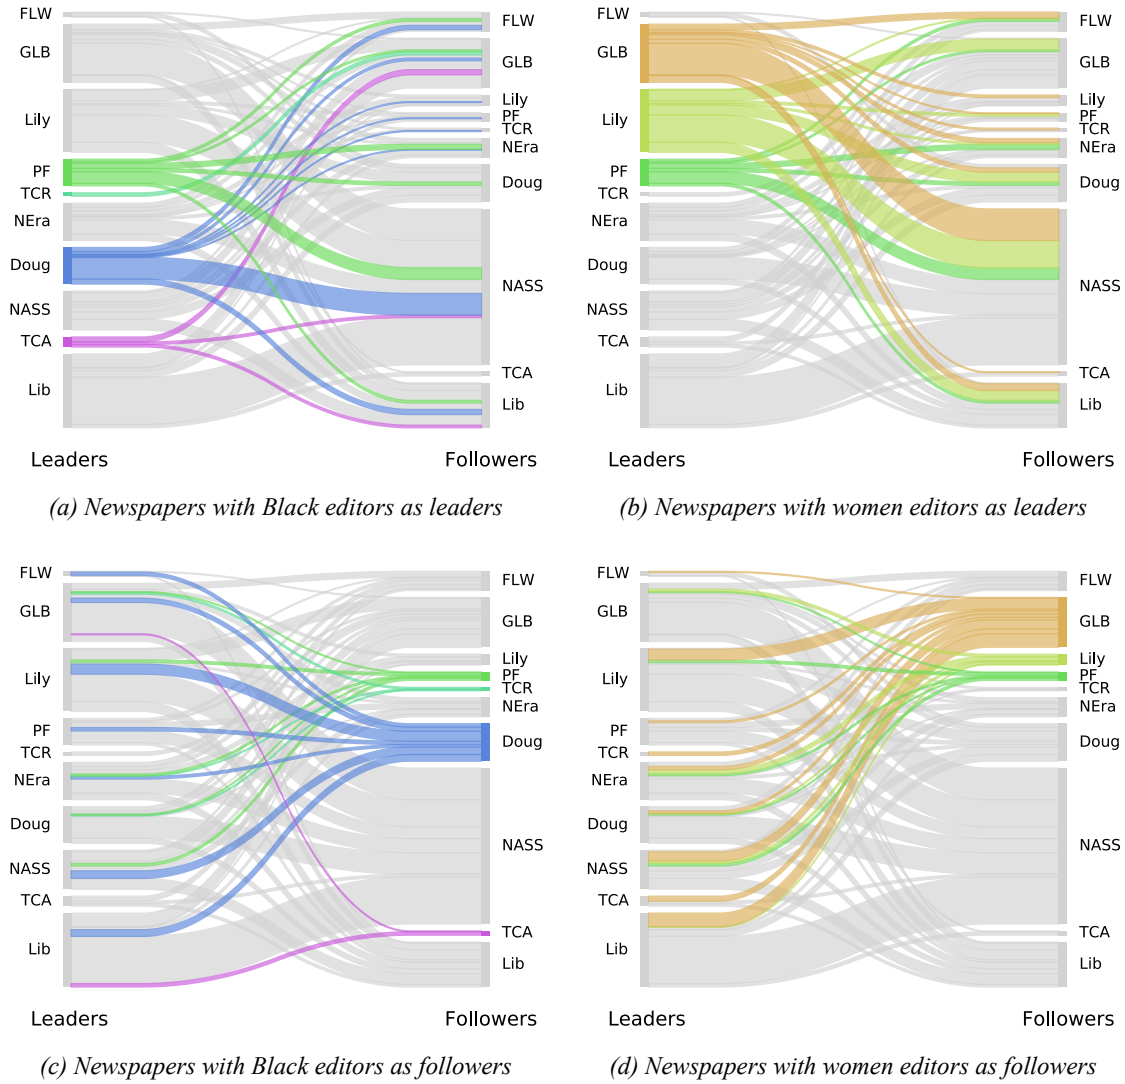 FLW
GLB
Lily
PF
TCR
NEra
Doug
NASS
TCA
Lib
FLW
GLB
Lily
PF
TCR
NEra
Doug
NASS
TCA
Lib
Leaders
Followers
(a) Newspapers with Black editors as leaders
FLW
GLB
Lily
PF
TCR
NEra
Doug
NASS
TCA
Lib
FLW
GLB
Lily
PF
TCR
NEra
Doug
NASS
TCA
Lib
Leaders
Followers
(b) Newspapers with women editors as leaders
FLW
GLB
Lily
PF
TCR
NEra
Doug
NASS
TCA
Lib
FLW
GLB
Lily
PF
TCR
NEra
Doug
NASS
TCA
Lib
Leaders
Followers
(c) Newspapers with Black editors as followers
FLW
GLB
Lily
PF
TCR
NEra
Doug
NASS
TCA
Lib
FLW
GLB
Lily
PF
TCR
NEra
Doug
NASS
TCA
Lib
Leaders
Followers
(d) Newspapers with women editors as followers